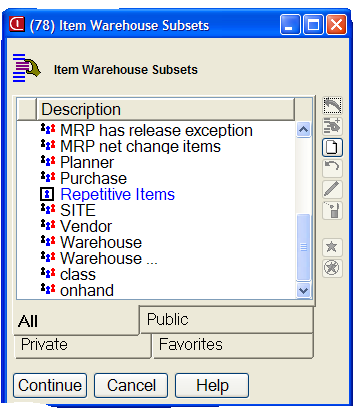 (78) Item Warehouse Subsets
Item Warehouse Subsets
Description
MRP has release exception
MRP net change items
Planner
Purchase
Repetitive Items
SITE
Vendor
Warehouse
Warehouse ...
class
onhand
All
Public
Private
Favorites
Continue
Cancel
Help